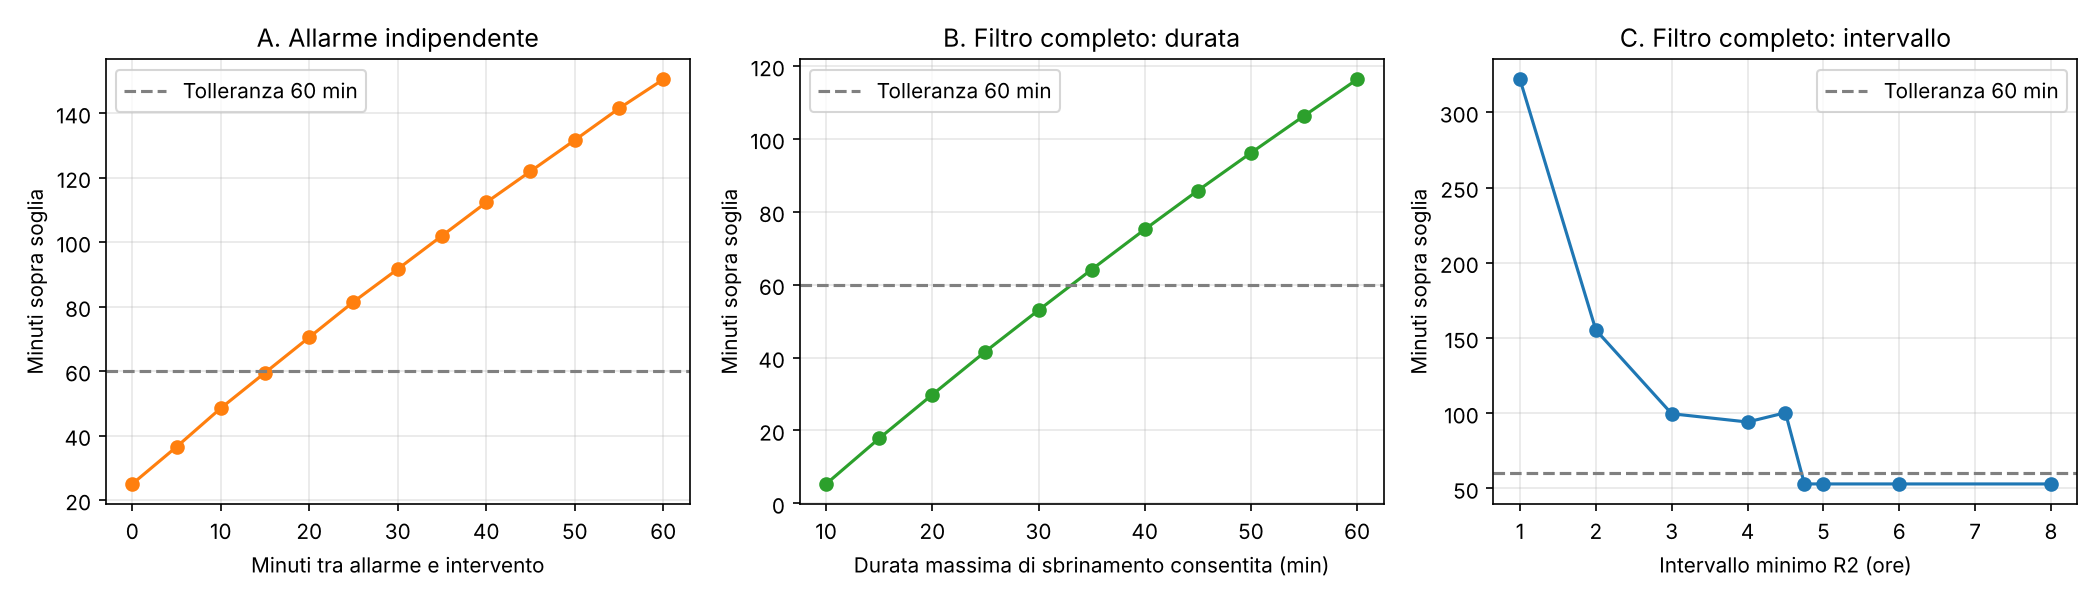 A. Allarme indipendente
Tolleranza 60 min
Minuti sopra soglia
140
120
100
80
60
40
20
0 10 20 30 40 50 60
Minuti tra allarme e intervento
B. Filtro completo: durata
Tolleranza 60 min
Minuti sopra soglia
120
100
80
60
40
20
0
10 20 30 40 50 60
Durata massima di sbrinamento consentita (min)
C. Filtro completo: intervallo
Tolleranza 60 min
Minuti sopra soglia
300
250
200
150
100
50
1 2 3 4 5 6 7 8
Intervallo minimo R2 (ore)